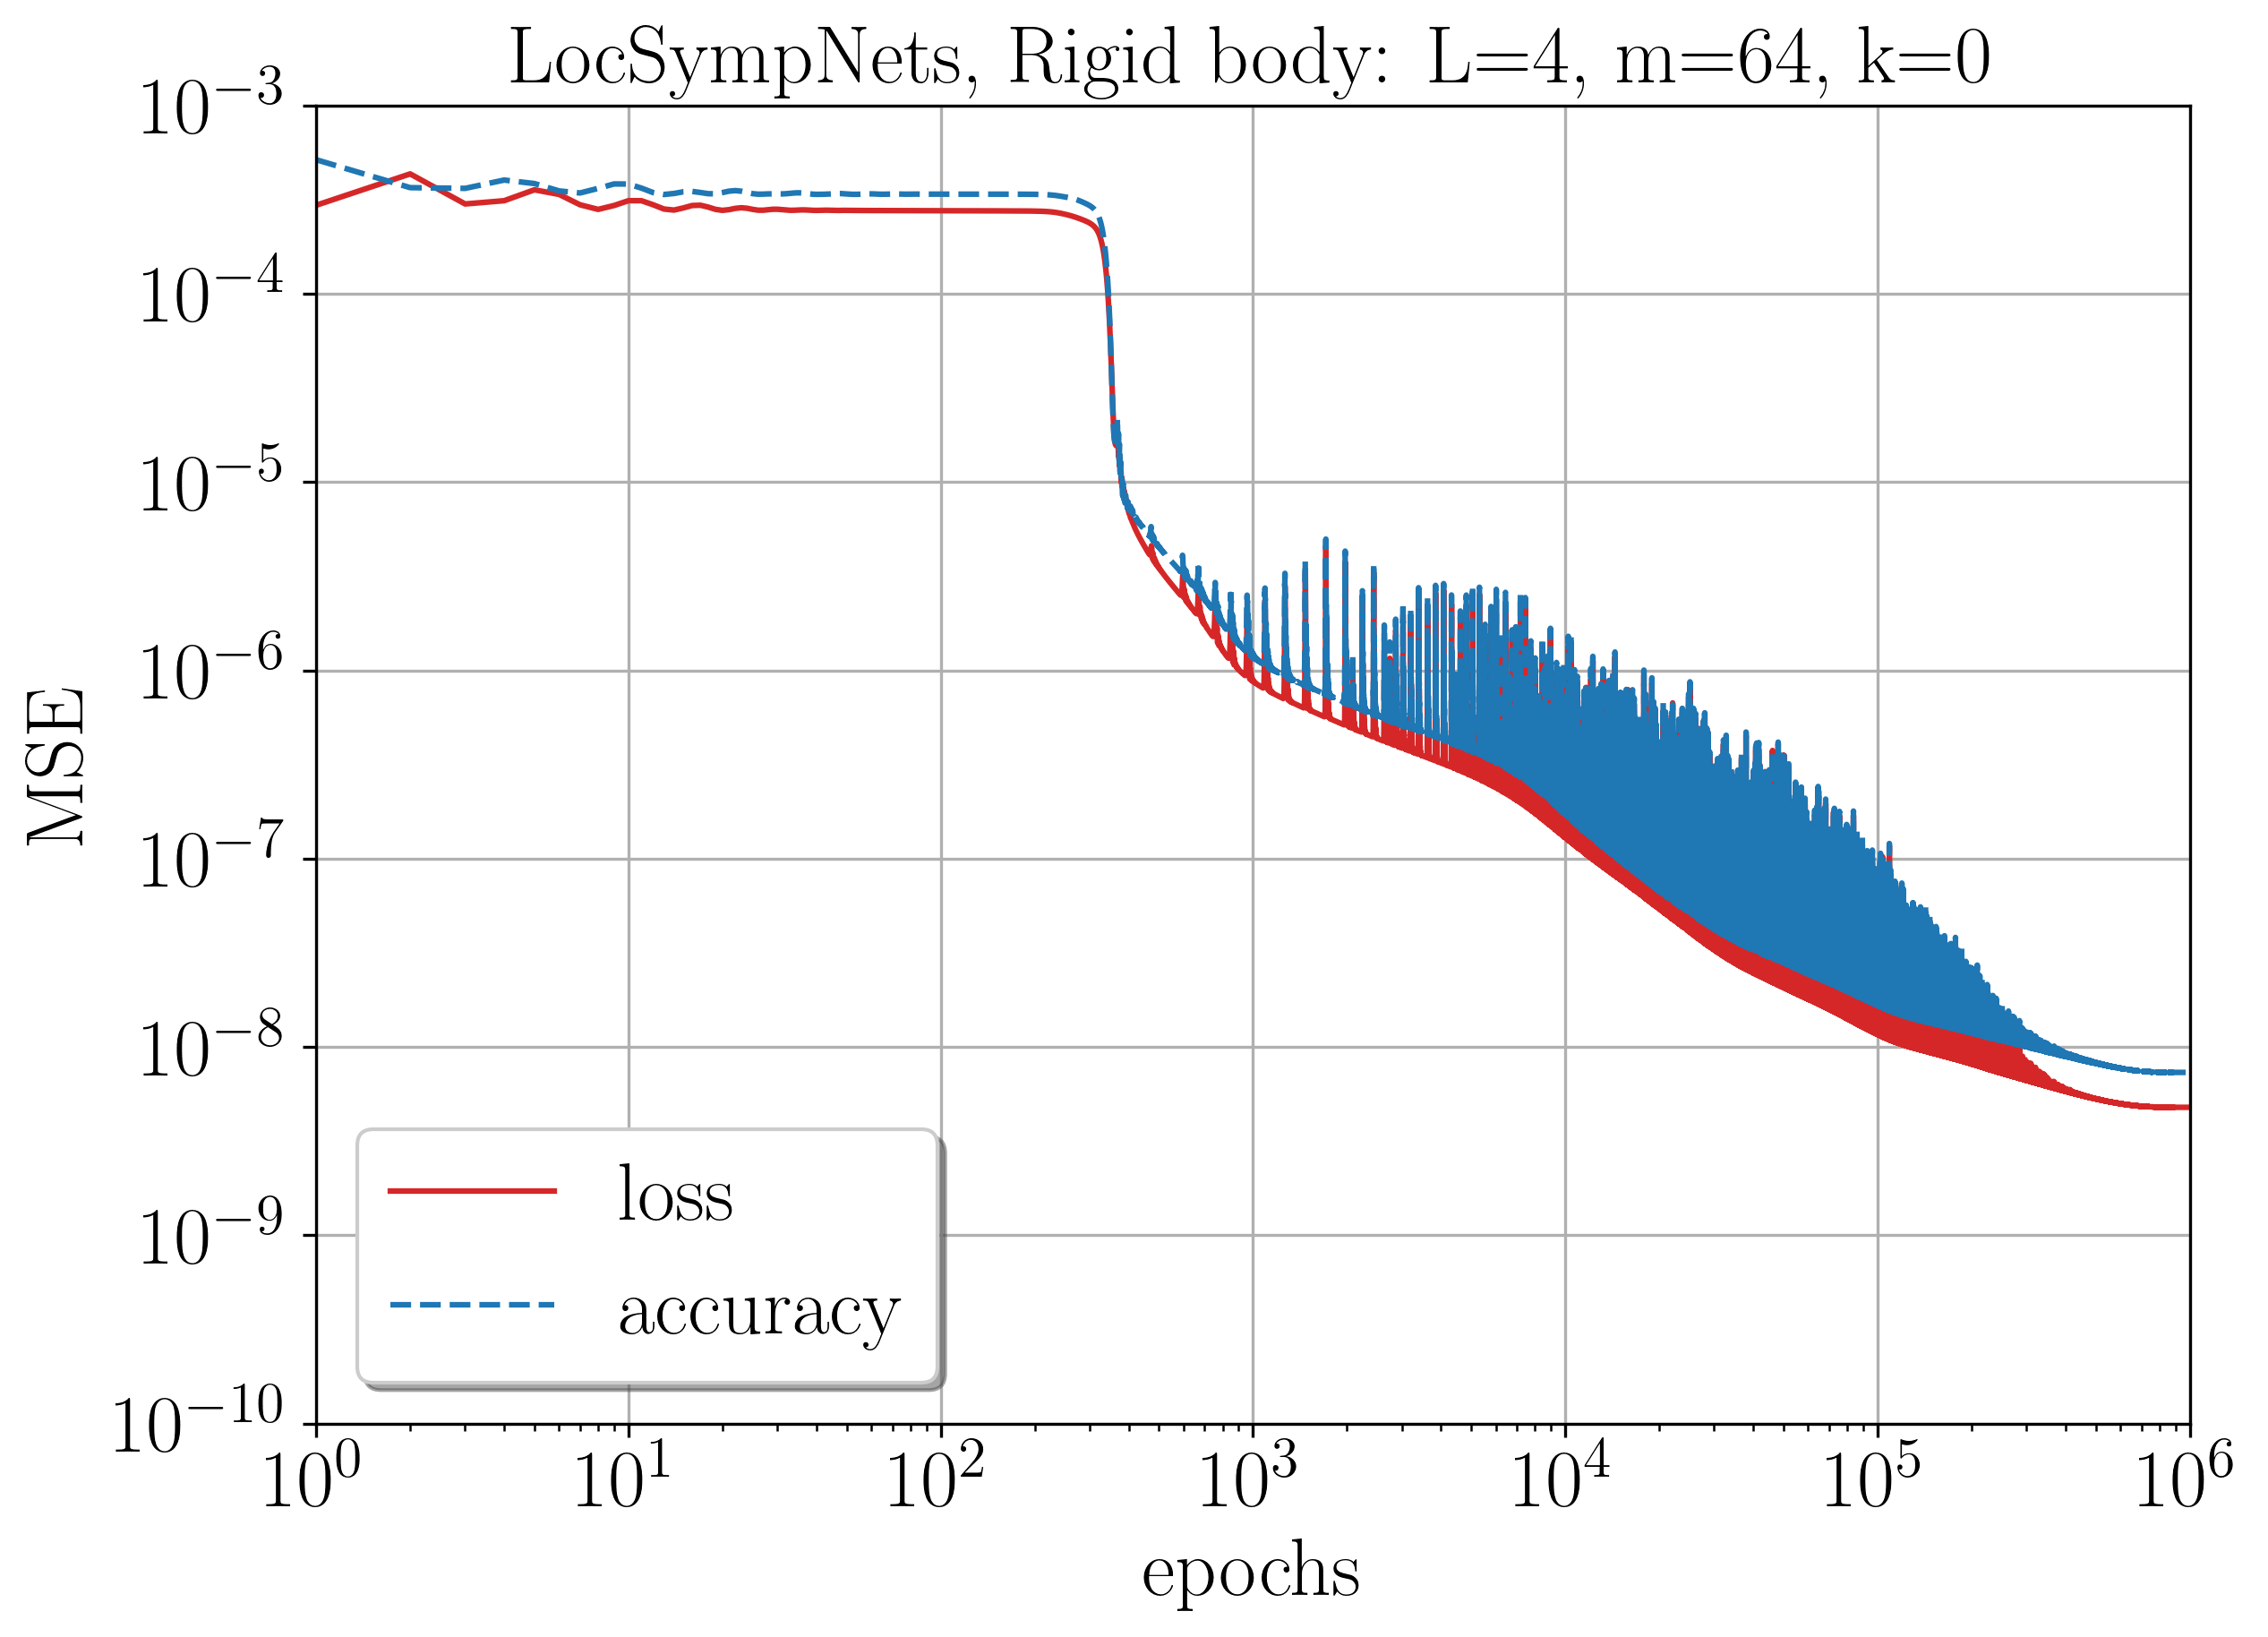 LocSympNets, Rigid body: L=4, m=64, k=0
10⁻³
10⁻⁴
10⁻⁵
10⁻⁶
10⁻⁷
10⁻⁸
10⁻⁹
10⁻¹⁰
MSE
loss
accuracy
10⁰ 10¹ 10² 10³ 10⁴ 10⁵ 10⁶
epochs